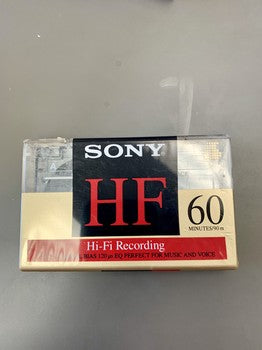 A
SONY
HF
60
MINUTES/90 m
Hi-Fi Recording
BIAS 120 µs EQ PERFECT FOR MUSIC AND VOICE